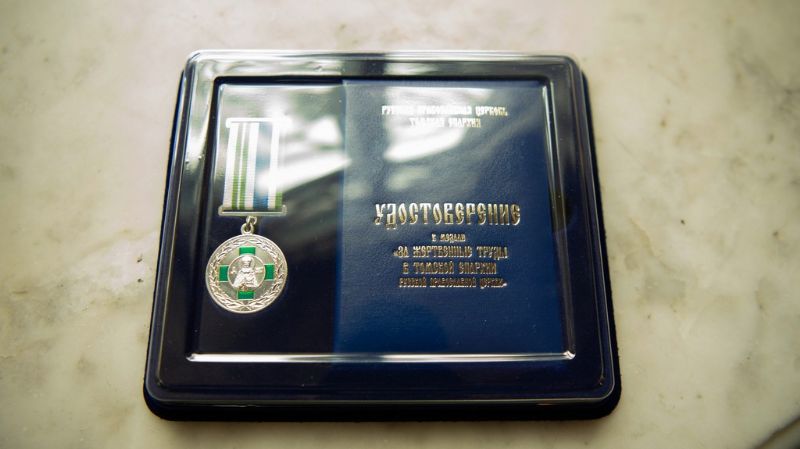 РУССКАЯ ПРАВОСЛАВНАЯ ЦЕРКОВЬ
ТОМСКАЯ ЕПАРХИЯ
УДОСТОВЕРЕНИЕ
К МЕДАЛИ
«ЗА ЖЕРТВЕННЫЕ ТРУДЫ
В ТОМСКОЙ ЕПАРХИИ
РУССКОЙ ПРАВОСЛАВНОЙ ЦЕРКВИ»